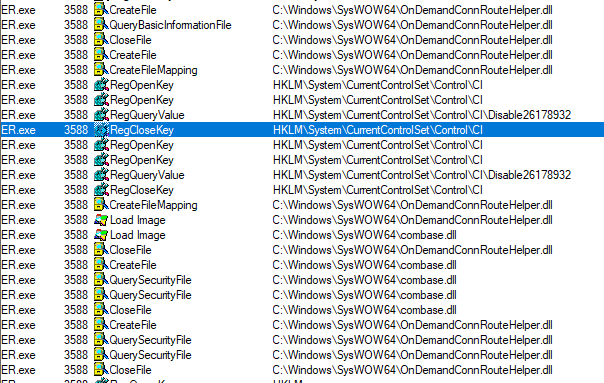 ER.exe 3588 CreateFile C:\Windows\SysWOW64\OnDemandConnRouteHelper.dll
ER.exe 3588 QueryBasicInformationFile C:\Windows\SysWOW64\OnDemandConnRouteHelper.dll
ER.exe 3588 CloseFile C:\Windows\SysWOW64\OnDemandConnRouteHelper.dll
ER.exe 3588 CreateFile C:\Windows\SysWOW64\OnDemandConnRouteHelper.dll
ER.exe 3588 CreateFileMapping C:\Windows\SysWOW64\OnDemandConnRouteHelper.dll
ER.exe 3588 RegOpenKey HKLM\System\CurrentControlSet\Control\CI
ER.exe 3588 RegOpenKey HKLM\System\CurrentControlSet\Control\CI
ER.exe 3588 RegQueryValue HKLM\System\CurrentControlSet\Control\CI\Disable26178932
ER.exe 3588 RegCloseKey HKLM\System\CurrentControlSet\Control\CI
ER.exe 3588 RegOpenKey HKLM\System\CurrentControlSet\Control\CI
ER.exe 3588 RegOpenKey HKLM\System\CurrentControlSet\Control\CI
ER.exe 3588 RegQueryValue HKLM\System\CurrentControlSet\Control\CI\Disable26178932
ER.exe 3588 RegCloseKey HKLM\System\CurrentControlSet\Control\CI
ER.exe 3588 CreateFileMapping C:\Windows\SysWOW64\OnDemandConnRouteHelper.dll
ER.exe 3588 Load Image C:\Windows\SysWOW64\OnDemandConnRouteHelper.dll
ER.exe 3588 Load Image C:\Windows\SysWOW64\combase.dll
ER.exe 3588 CloseFile C:\Windows\SysWOW64\OnDemandConnRouteHelper.dll
ER.exe 3588 CreateFile C:\Windows\SysWOW64\combase.dll
ER.exe 3588 QuerySecurityFile C:\Windows\SysWOW64\combase.dll
ER.exe 3588 QuerySecurityFile C:\Windows\SysWOW64\combase.dll
ER.exe 3588 CloseFile C:\Windows\SysWOW64\combase.dll
ER.exe 3588 CreateFile C:\Windows\SysWOW64\OnDemandConnRouteHelper.dll
ER.exe 3588 QuerySecurityFile C:\Windows\SysWOW64\OnDemandConnRouteHelper.dll
ER.exe 3588 QuerySecurityFile C:\Windows\SysWOW64\OnDemandConnRouteHelper.dll
ER.exe 3588 CloseFile C:\Windows\SysWOW64\OnDemandConnRouteHelper.dll